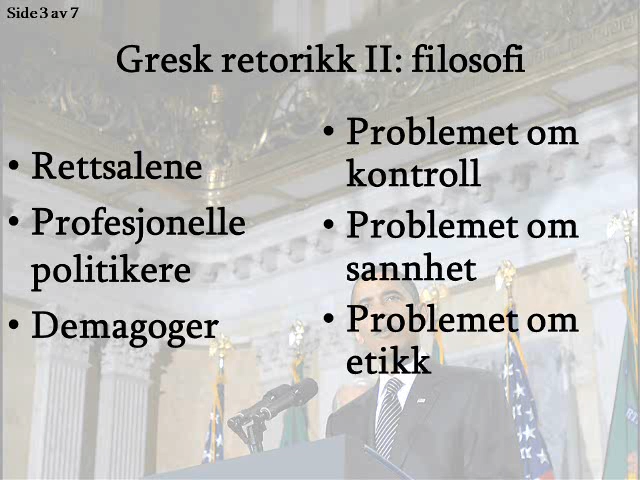 Side 3 av 7
Gresk retorikk II: filosofi
• Rettsalene
• Profesjonelle
politikere
• Demagoger
• Problemet om
kontroll
• Problemet om
sannhet
• Problemet om
etikk